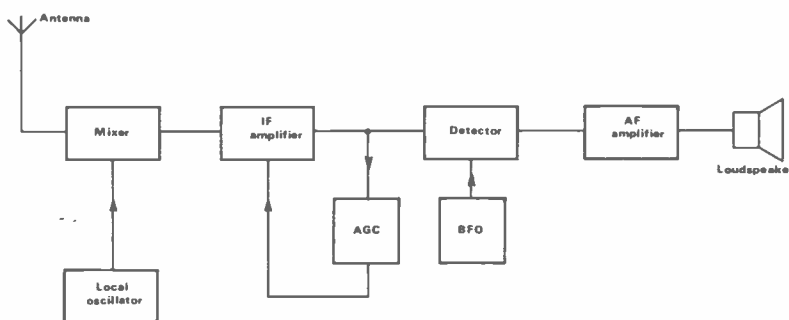 Antenna
Mixer
IF
amplifier
Detector
AF
amplifier
Loudspeake
AGC
BFO
Local
oscillator